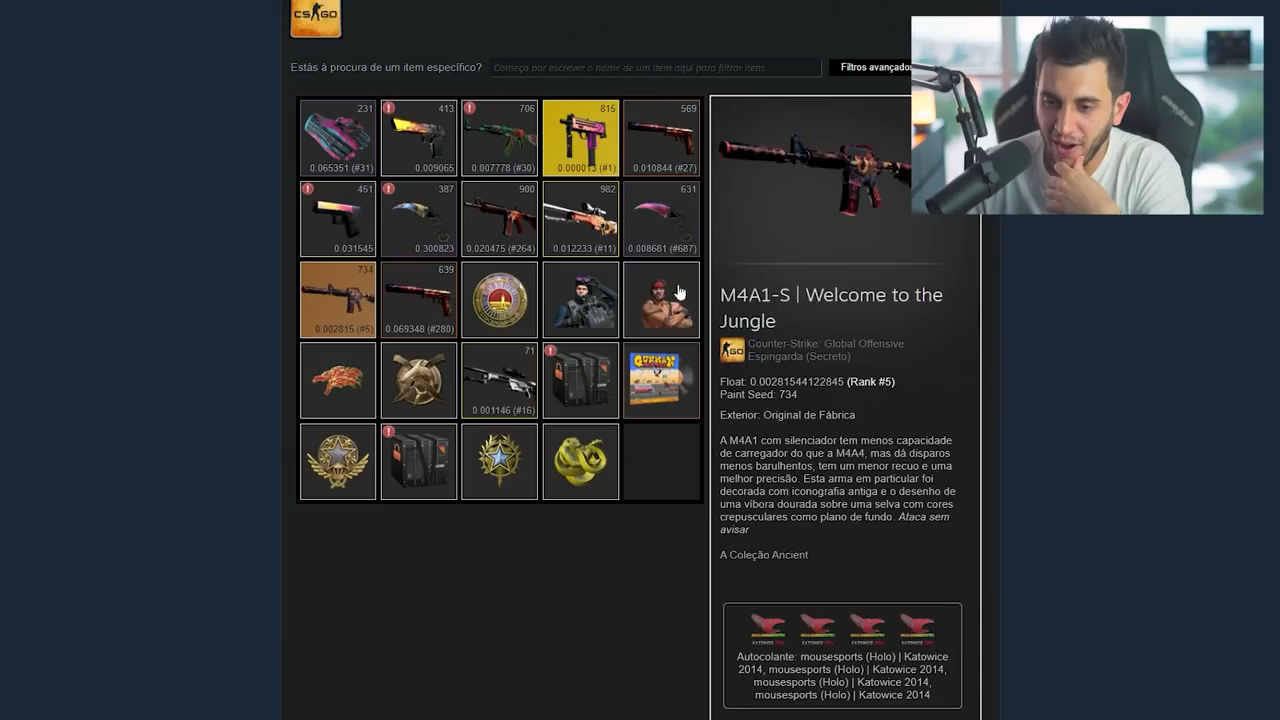 CS GO
Estás à procura de um item específico?
Começa por escrever o nome de um item aqui para filtrar itens
Filtros avançados
231
413
706
815
569
0.065351 (#31)
0.009065
0.007778 (#30)
0.000013 (#1)
0.010844 (#27)
451
387
900
982
631
0.031545
0.300823
0.020475 (#264)
0.012233 (#11)
0.008681 (#687)
734
639
0.002815 (#5)
0.069348 (#280)
71
0.001146 (#16)
GUNMAN
M4A1-S | Welcome to the
Jungle
GO
Counter-Strike: Global Offensive
Espingarda (Secreto)
Float: 0.00281544122845 (Rank #5)
Paint Seed: 734
Exterior: Original de Fábrica
A M4A1 com silenciador tem menos capacidade
de carregador do que a M4A4, mas dá disparos
menos barulhentos, tem um menor recuo e uma
melhor precisão. Esta arma em particular foi
decorada com iconografia antiga e o desenho de
uma víbora dourada sobre uma selva com cores
crepusculares como plano de fundo. Ataca sem
avisar
A Coleção Ancient
Autocolante: mousesports (Holo) | Katowice
2014, mousesports (Holo) | Katowice 2014,
mousesports (Holo) | Katowice 2014,
mousesports (Holo) | Katowice 2014